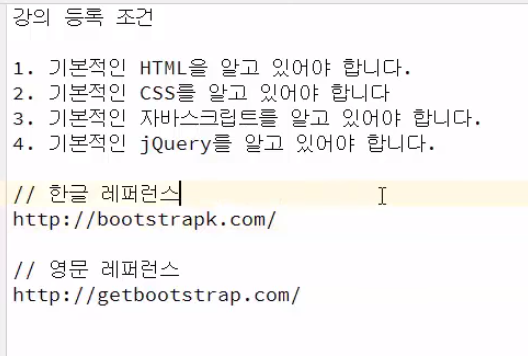 강의 등록 조건
1. 기본적인 HTML을 알고 있어야 합니다.
2. 기본적인 CSS를 알고 있어야 합니다
3. 기본적인 자바스크립트를 알고 있어야 합니다.
4. 기본적인 jQuery를 알고 있어야 합니다.
// 한글 레퍼런스
http://bootstrapk.com/
// 영문 레퍼런스
http://getbootstrap.com/